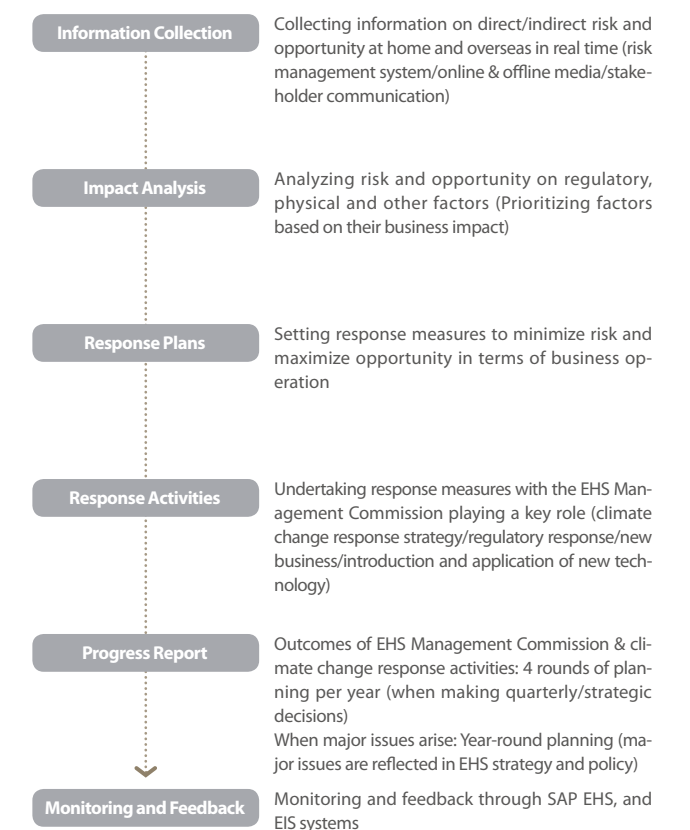 Information Collection
Collecting information on direct/indirect risk and
opportunity at home and overseas in real time (risk
management system/online & offline media/stake-
holder communication)
Impact Analysis
Analyzing risk and opportunity on regulatory,
physical and other factors (Prioritizing factors
based on their business impact)
Response Plans
Setting response measures to minimize risk and
maximize opportunity in terms of business op-
eration
Response Activities
Undertaking response measures with the EHS Man-
agement Commission playing a key role (climate
change response strategy/regulatory response/new
business/introduction and application of new tech-
nology)
Progress Report
Outcomes of EHS Management Commission & cli-
mate change response activities: 4 rounds of plan-
ning per year (when making quarterly/strategic
decisions)
When major issues arise: Year-round planning (ma-
jor issues are reflected in EHS strategy and policy)
Monitoring and Feedback
Monitoring and feedback through SAP EHS, and
EIS systems